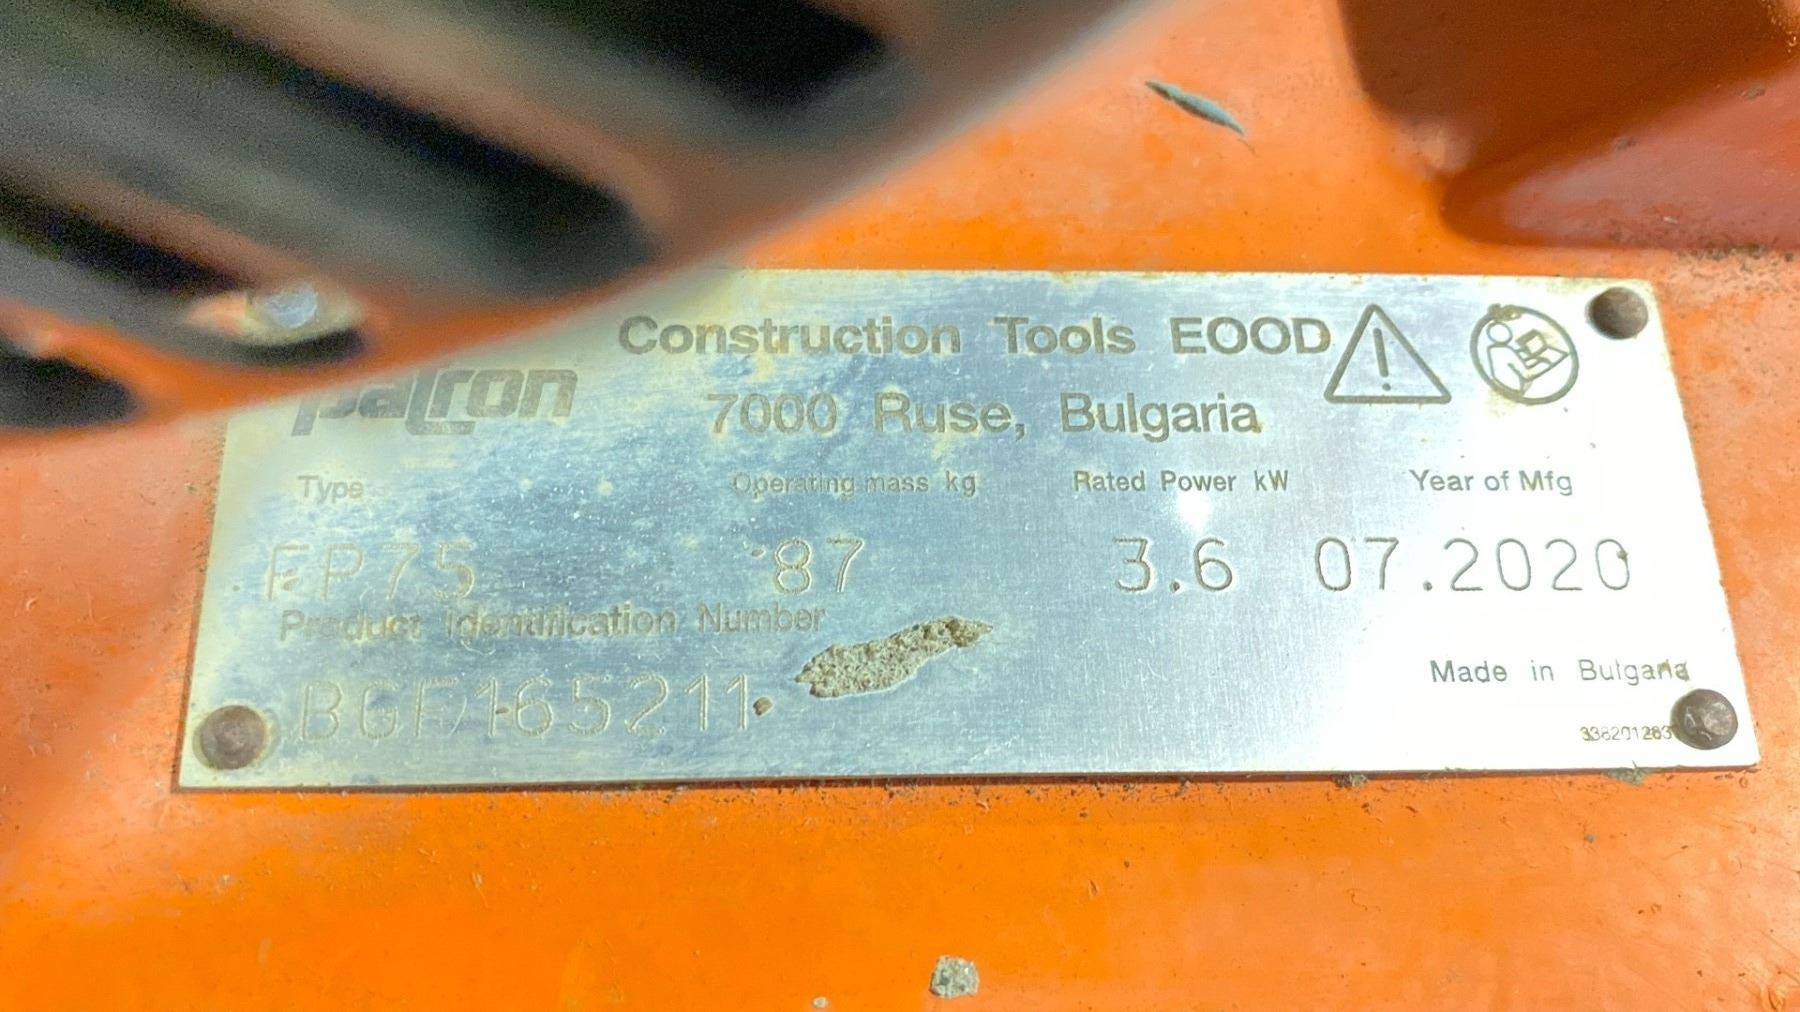 patron
Construction Tools EOOD
7000 Ruse, Bulgaria
Type Operating mass kg Rated Power kW Year of Mfg
FP75 87 3.6 07.2020
Product Identification Number
BGF165211
Made in Bulgaria